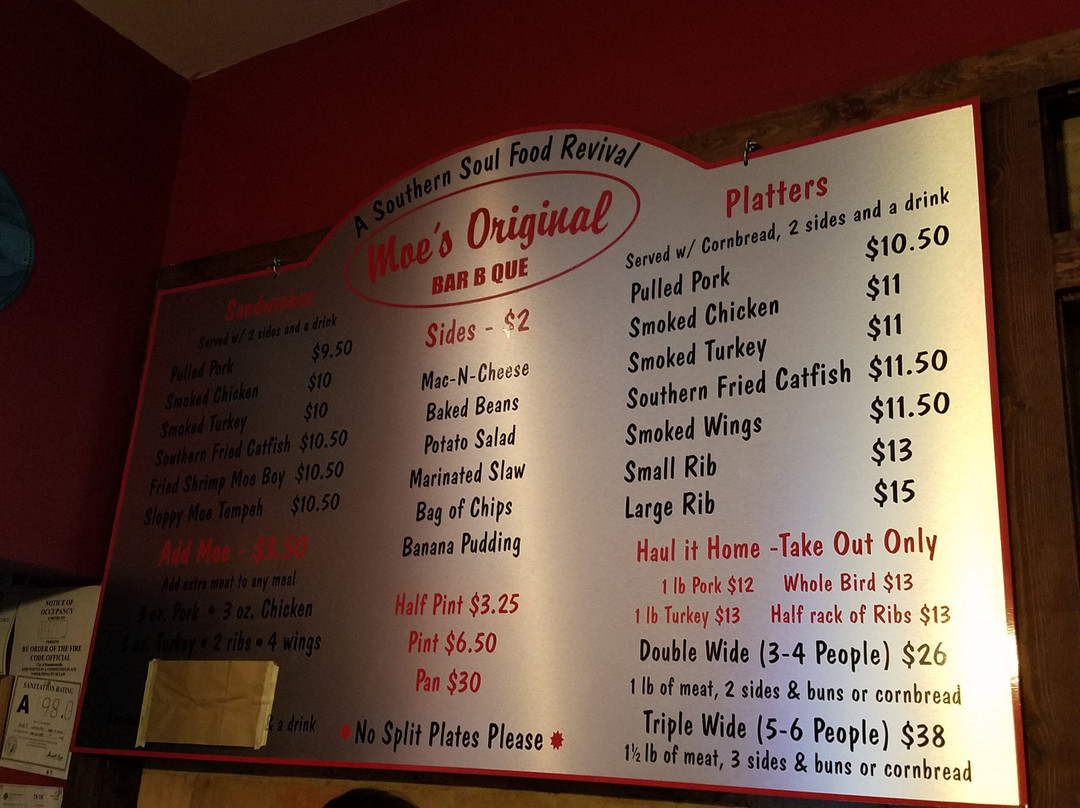 A Southern Soul Food Revival
Moe's Original
BAR B QUE
Sandwiches
Served w/ 2 sides and a drink
Pulled Pork $9.50
Smoked Chicken $10
Smoked Turkey $10
Southern Fried Catfish $10.50
Fried Shrimp Moe Boy $10.50
Sloppy Moe Tempeh $10.50
Add Moe - $3.50
Add extra meat to any meal
3 oz. Pork • 3 oz. Chicken
3 oz. Turkey • 2 ribs • 4 wings
& a drink
Sides - $2
Mac-N-Cheese
Baked Beans
Potato Salad
Marinated Slaw
Bag of Chips
Banana Pudding
Half Pint $3.25
Pint $6.50
Pan $30
No Split Plates Please
Platters
Served w/ Cornbread, 2 sides and a drink
Pulled Pork $10.50
Smoked Chicken $11
Smoked Turkey $11
Southern Fried Catfish $11.50
Smoked Wings $11.50
Small Rib $13
Large Rib $15
Haul it Home -Take Out Only
1 lb Pork $12 Whole Bird $13
1 lb Turkey $13 Half rack of Ribs $13
Double Wide (3-4 People) $26
1 lb of meat, 2 sides & buns or cornbread
Triple Wide (5-6 People) $38
1½ lb of meat, 3 sides & buns or cornbread
NOTICE OF
OCCUPANCY
BY ORDER OF THE FIRE
CODE OFFICIAL
SANITATION RATING
A 98.0